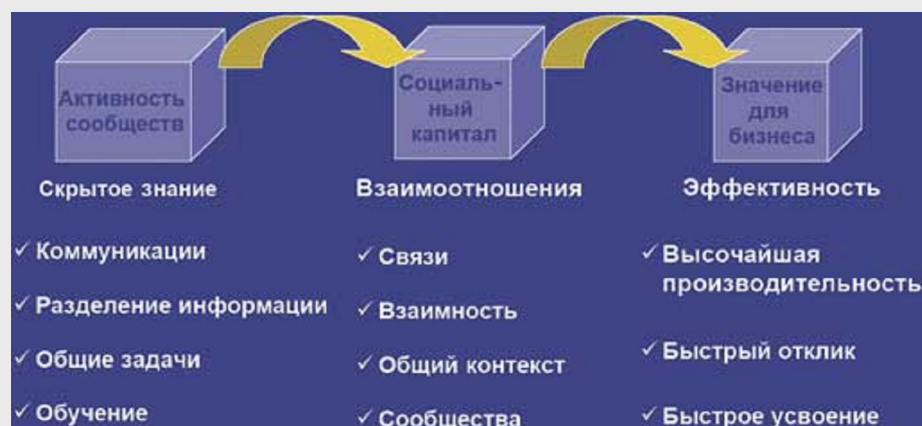 Активность
сообществ
Социаль-
ный
капитал
Значение
для
бизнеса
Скрытое знание
Взаимоотношения
Эффективность
✓ Коммуникации
✓ Разделение информации
✓ Общие задачи
✓ Обучение
✓ Связи
✓ Взаимность
✓ Общий контекст
✓ Сообщества
✓ Высочайшая
производительность
✓ Быстрый отклик
✓ Быстрое усвоение